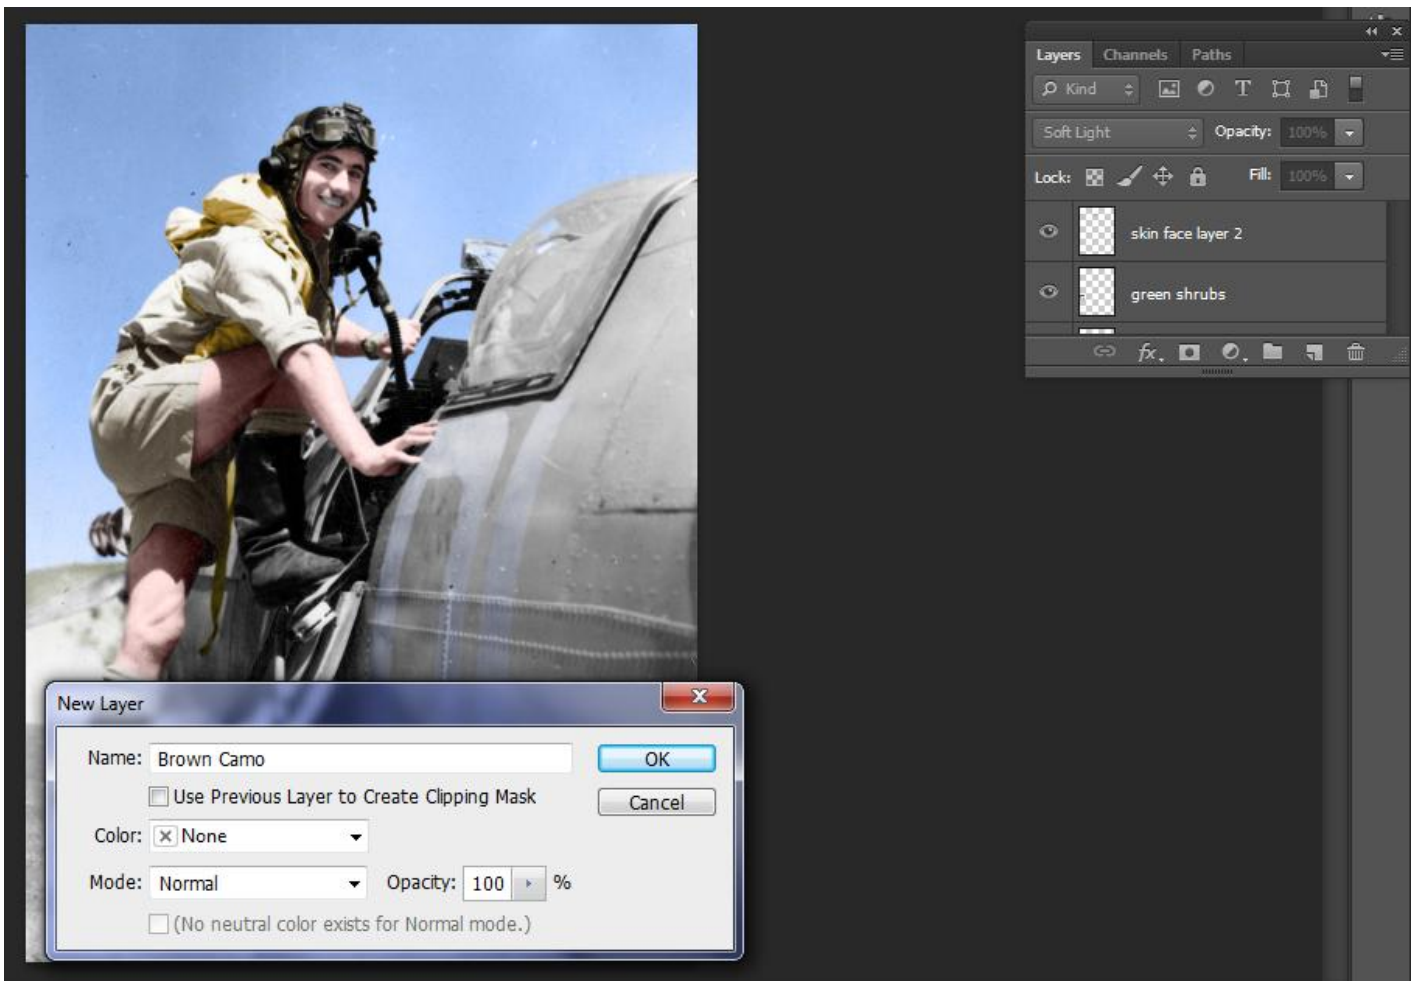 Layers Channels Paths
Kind T
Soft Light Opacity: 100%
Lock: Fill: 100%
skin face layer 2
green shrubs
fx.
New Layer
Name: Brown Camo OK
Use Previous Layer to Create Clipping Mask Cancel
Color: None
Mode: Normal Opacity: 100 %
(No neutral color exists for Normal mode.)